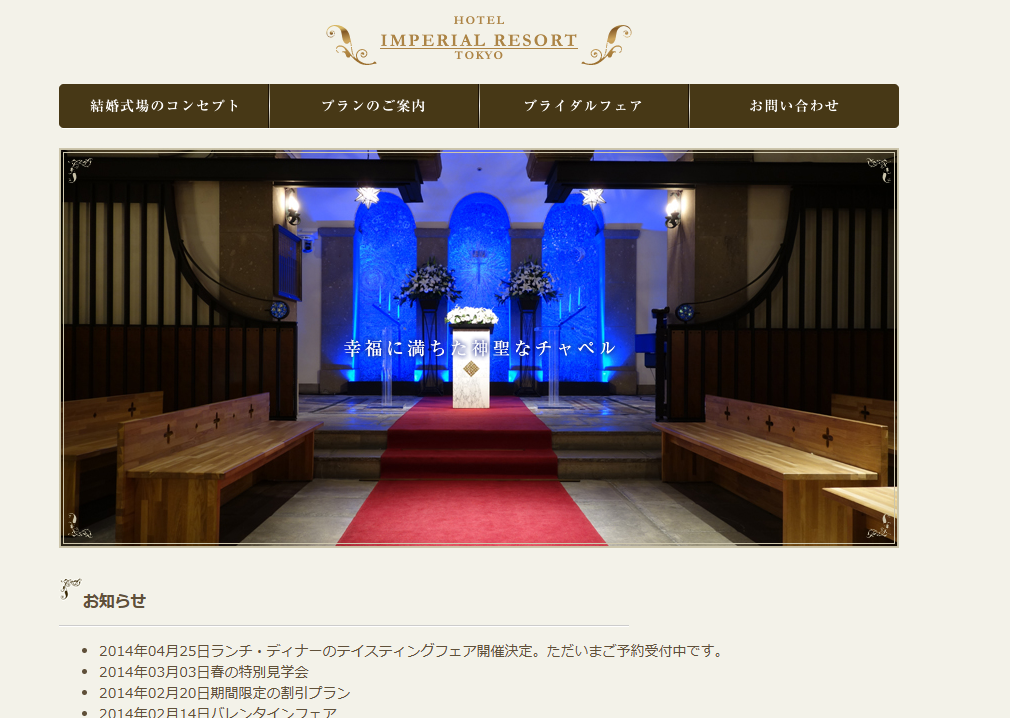 HOTEL
IMPERIAL RESORT
TOKYO
結婚式場のコンセプト
プランのご案内
ブライダルフェア
お問い合わせ
幸福に満ちた神聖なチャペル
お知らせ
2014年04月25日ランチ・ディナーのテイスティングフェア開催決定。ただいまご予約受付中です。
2014年03月03日春の特別見学会
2014年02月20日期間限定の割引プラン
2014年02月14日バレンタインフェア